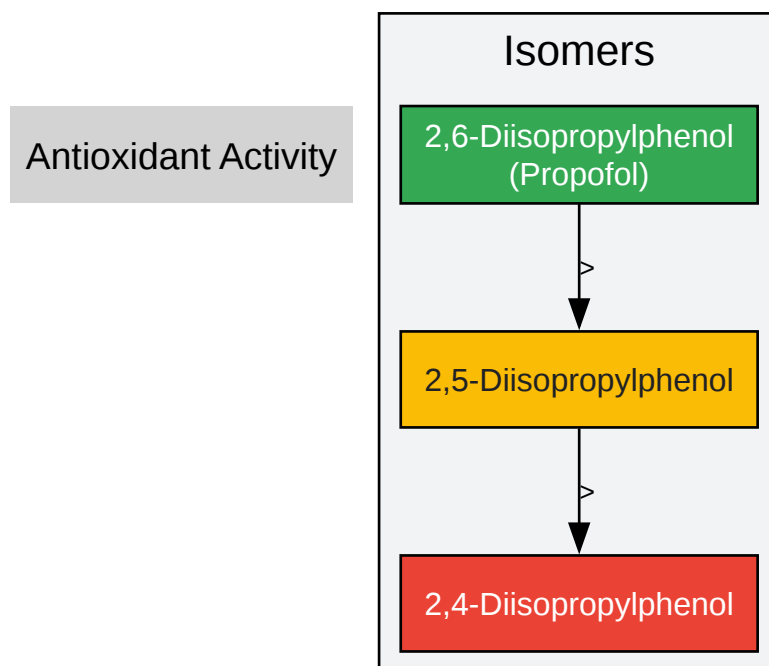 Isomers
Antioxidant Activity
2,6-Diisopropylphenol
(Propofol)
>
2,5-Diisopropylphenol
>
2,4-Diisopropylphenol